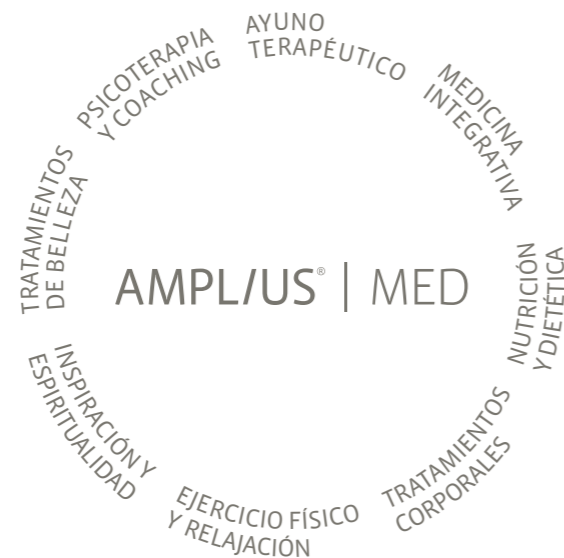 AYUNO
TERAPÉUTICO
MEDICINA
INTEGRATIVA
NUTRICIÓN
Y DIETÉTICA
TRATAMIENTOS
CORPORALES
EJERCICIO FÍSICO
Y RELAJACIÓN
INSPIRACIÓN Y
ESPIRITUALIDAD
TRATAMIENTOS
DE BELLEZA
PSICOTERAPIA
Y COACHING
AMPLIUS® | MED